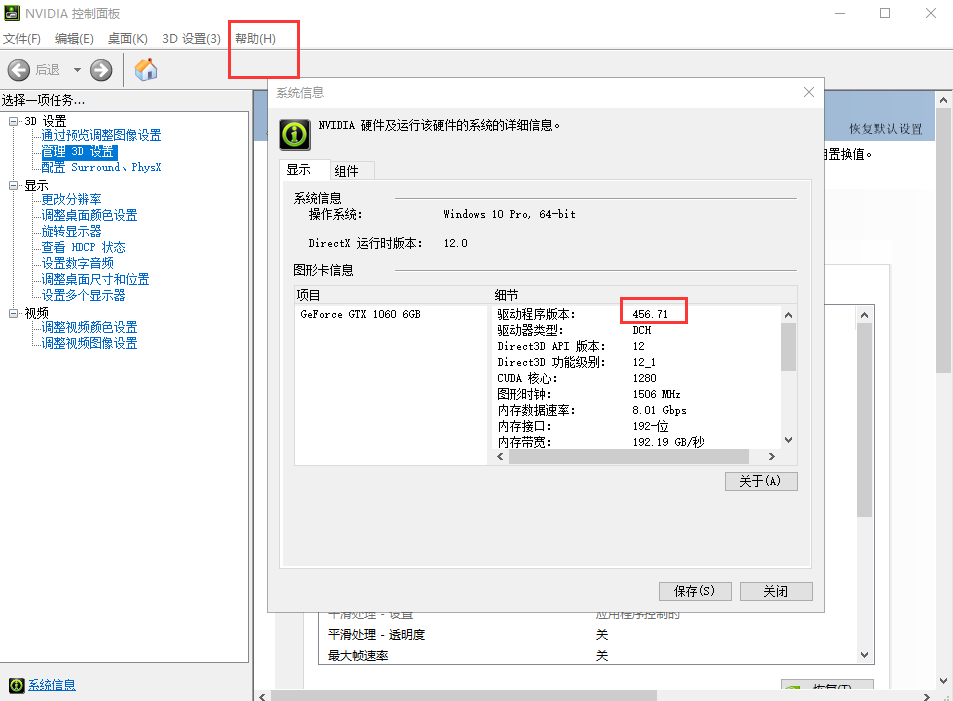 NVIDIA 控制面板
文件(F) 编辑(E) 桌面(K) 3D 设置(3) 帮助(H)
后退
选择一项任务...
3D 设置
通过预览调整图像设置
管理 3D 设置
配置 Surround、PhysX
显示
更改分辨率
调整桌面颜色设置
旋转显示器
查看 HDCP 状态
设置数字音频
调整桌面尺寸和位置
设置多个显示器
视频
调整视频颜色设置
调整视频图像设置
系统信息
恢复默认设置
置换值。
系统信息
NVIDIA 硬件及运行该硬件的系统的详细信息。
显示 组件
系统信息
操作系统: Windows 10 Pro, 64-bit
DirectX 运行时版本: 12.0
图形卡信息
项目 细节
GeForce GTX 1060 6GB
驱动程序版本: 456.71
驱动器类型: DCH
Direct3D API 版本: 12
Direct3D 功能级别: 12_1
CUDA 核心: 1280
图形时钟: 1506 MHz
内存数据速率: 8.01 Gbps
内存接口: 192-位
内存带宽: 192.19 GB/秒
关于(A)
保存(S) 关闭
平滑处理 - 设置 应用程序控制的
平滑处理 - 透明度 关
最大帧速率 关
恢复(T)